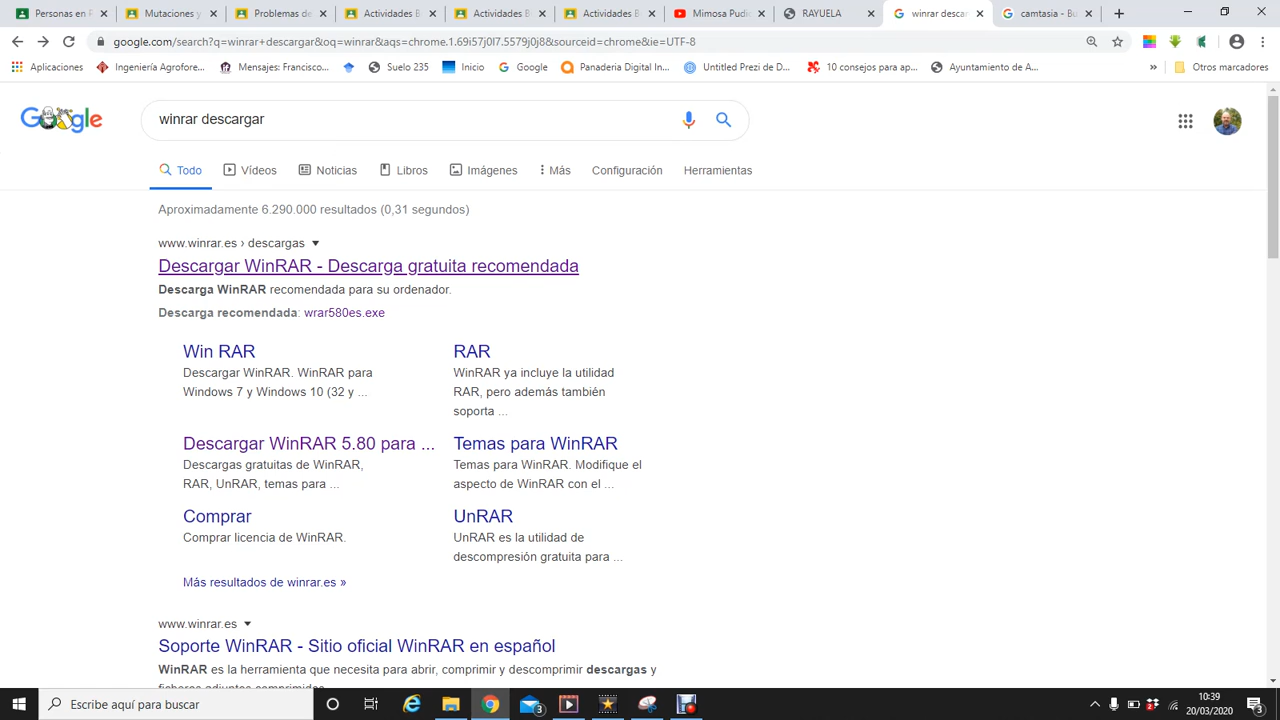 Personas en P
Mutaciones y
Problemas de
Actividades B
Actividades B
Actividades B
Mimosa Pudic
RAYUELA
winrar descar
camtasia - Bu
google.com/search?q=winrar+descargar&oq=winrar&aqs=chrome.1.69i57j0l7.5579j0j8&sourceid=chrome&ie=UTF-8
Aplicaciones
Ingeniería Agrofore...
Mensajes: Francisco...
Suelo 235
Inicio
Google
Panaderia Digital In...
Untitled Prezi de D...
10 consejos para ap...
Ayuntamiento de A...
»
Otros marcadores
Google
winrar descargar
Todo
Vídeos
Noticias
Libros
Imágenes
Más
Configuración
Herramientas
Aproximadamente 6.290.000 resultados (0,31 segundos)
www.winrar.es › descargas
Descargar WinRAR - Descarga gratuita recomendada
Descarga WinRAR recomendada para su ordenador.
Descarga recomendada: wrar580es.exe
Win RAR
Descargar WinRAR. WinRAR para
Windows 7 y Windows 10 (32 y ...
RAR
WinRAR ya incluye la utilidad
RAR, pero además también
soporta ...
Descargar WinRAR 5.80 para ...
Descargas gratuitas de WinRAR,
RAR, UnRAR, temas para ...
Temas para WinRAR
Temas para WinRAR. Modifique el
aspecto de WinRAR con el ...
Comprar
Comprar licencia de WinRAR.
UnRAR
UnRAR es la utilidad de
descompresión gratuita para ...
Más resultados de winrar.es »
www.winrar.es
Soporte WinRAR - Sitio oficial WinRAR en español
WinRAR es la herramienta que necesita para abrir, comprimir y descomprimir descargas y
ficheros adjuntos comprimidos.
Escribe aquí para buscar
3
2
10:39
20/03/2020
3